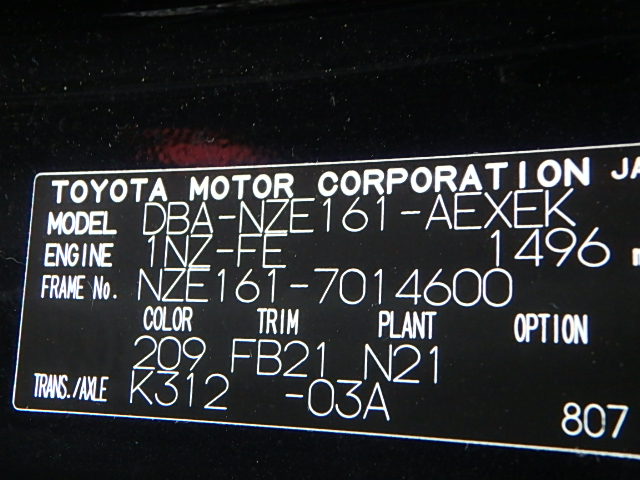 TOYOTA MOTOR CORPORATION JA
MODEL DBA-NZE161-AEXEK
ENGINE 1NZ-FE 1496
FRAME No. NZE161-7014600
COLOR TRIM PLANT OPTION
209 FB21 N21
TRANS./AXLE K312 -03A
807